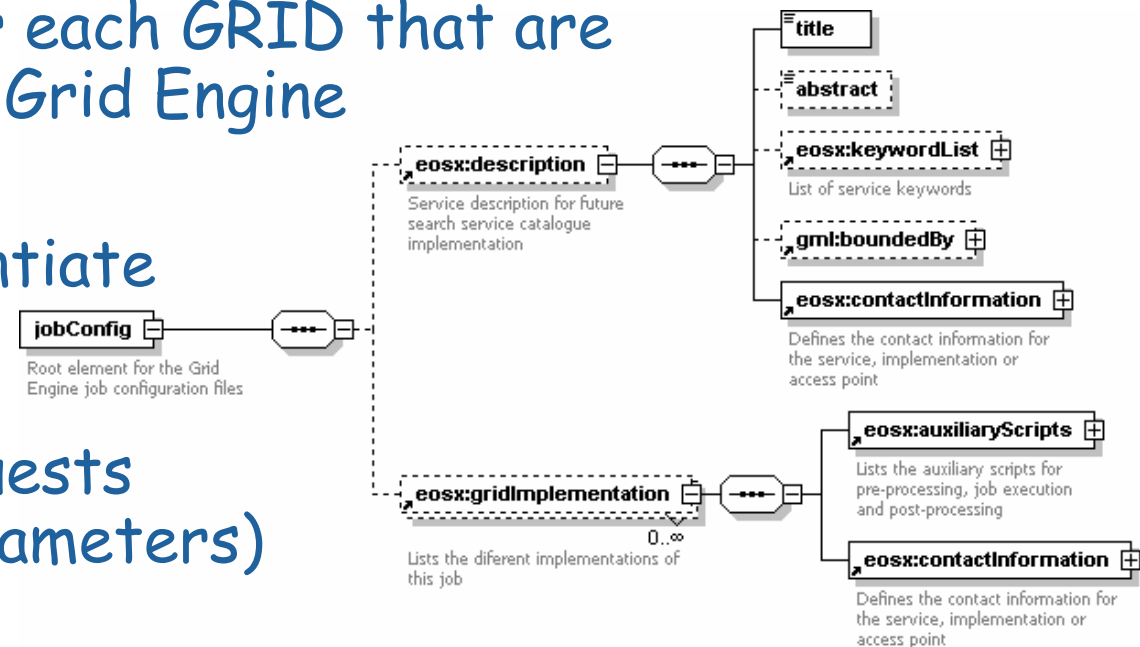 r each GRID that are
Grid Engine
ntiate
uests
ameters)
jobConfig
Root element for the Grid
Engine job configuration files
eosx:description
Service description for future
search service catalogue
implementation
title
abstract
eosx:keywordList
List of service keywords
gml:boundedBy
eosx:contactInformation
Defines the contact information for
the service, implementation or
access point
eosx:gridImplementation
0..∞
Lists the diferent implementations of
this job
eosx:auxiliaryScripts
Lists the auxiliary scripts for
pre-processing, job execution
and post-processing
eosx:contactInformation
Defines the contact information for
the service, implementation or
access point